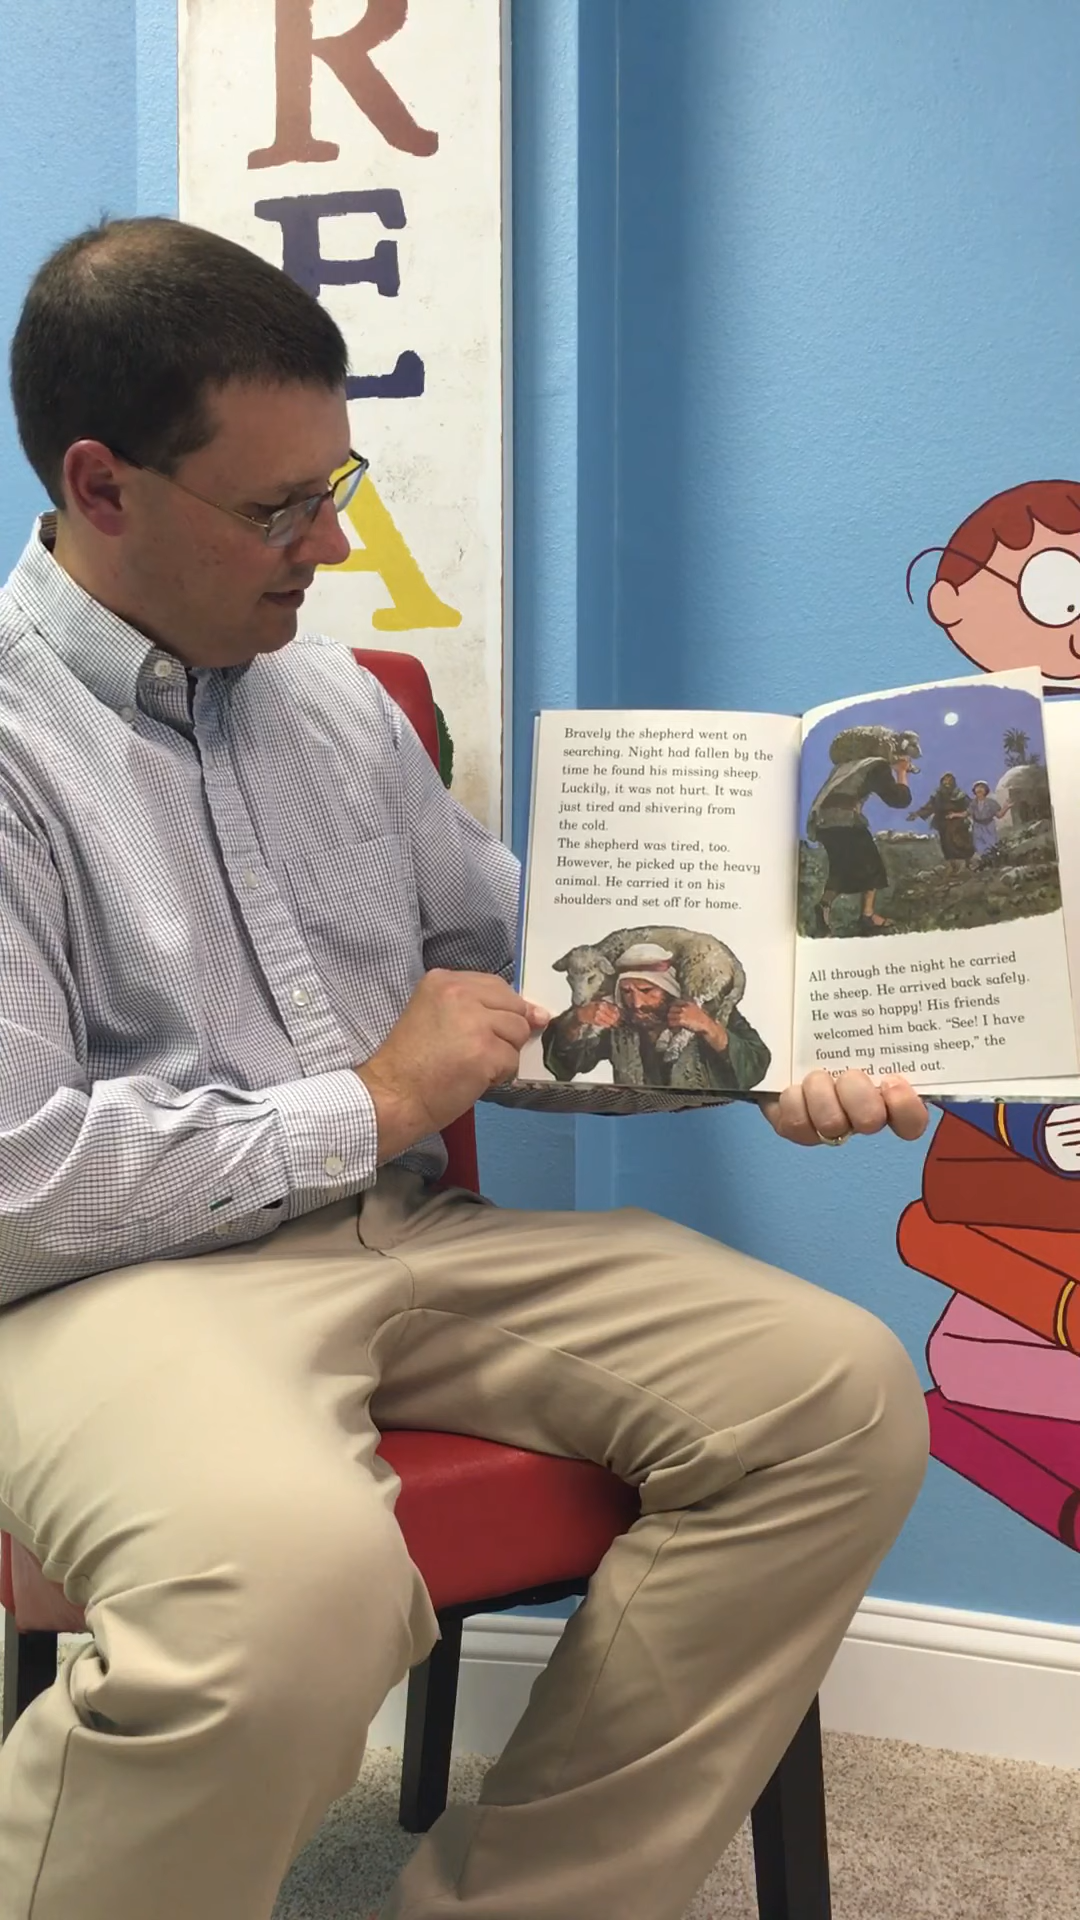 R
E
A
Bravely the shepherd went on
searching. Night had fallen by the
time he found his missing sheep.
Luckily, it was not hurt. It was
just tired and shivering from
the cold.
The shepherd was tired, too.
However, he picked up the heavy
animal. He carried it on his
shoulders and set off for home.
All through the night he carried
the sheep. He arrived back safely.
He was so happy! His friends
welcomed him back. "See! I have
found my missing sheep," the
called out.